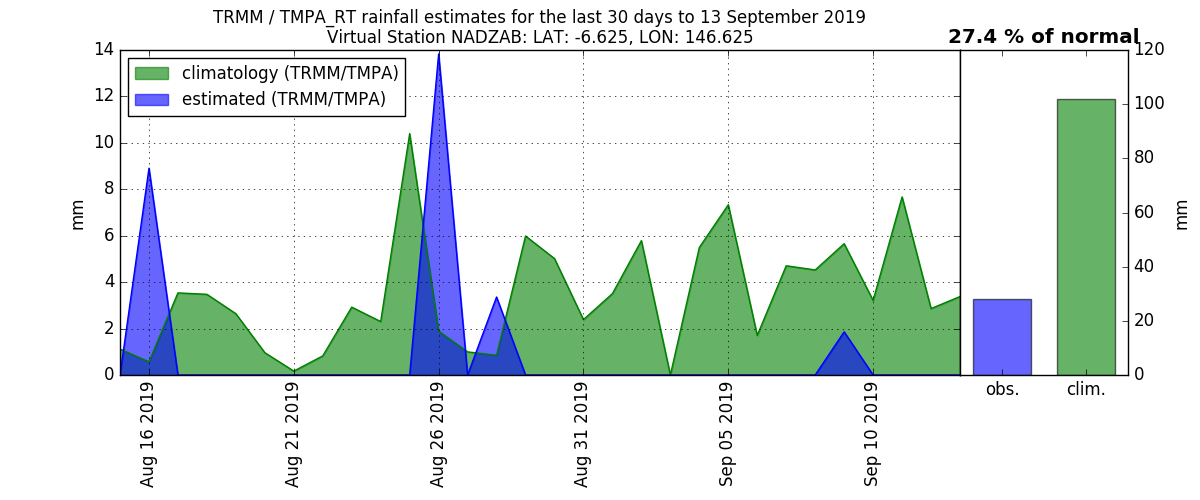 TRMM / TMPA_RT rainfall estimates for the last 30 days to 13 September 2019
Virtual Station NADZAB: LAT: -6.625, LON: 146.625
27.4 % of normal
climatology (TRMM/TMPA)
estimated (TRMM/TMPA)
14
12
10
8
6
4
2
0
mm
Aug 16 2019
Aug 21 2019
Aug 26 2019
Aug 31 2019
Sep 05 2019
Sep 10 2019
120
100
80
60
40
20
0
mm
obs.
clim.